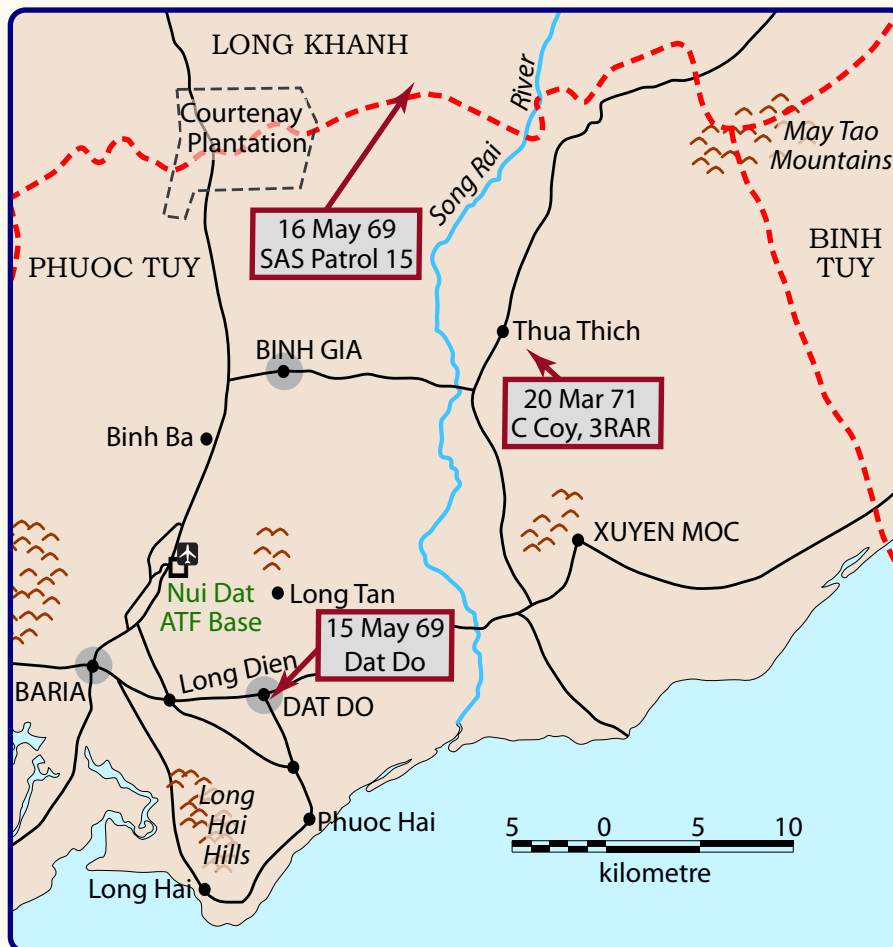 LONG KHANH
Courtenay
Plantation
River
May Tao
Mountains
Song Rai
16 May 69
SAS Patrol 15
PHUOC TUY
BINH
TUY
Thua Thich
BINH GIA
20 Mar 71
C Coy, 3RAR
Binh Ba
XUYEN MOC
Nui Dat
ATF Base
Long Tan
15 May 69
Dat Do
Long Dien
BARIA
DAT DO
Long
Hai
Hills
Phuoc Hai
5 0 5 10
kilometre
Long Hai